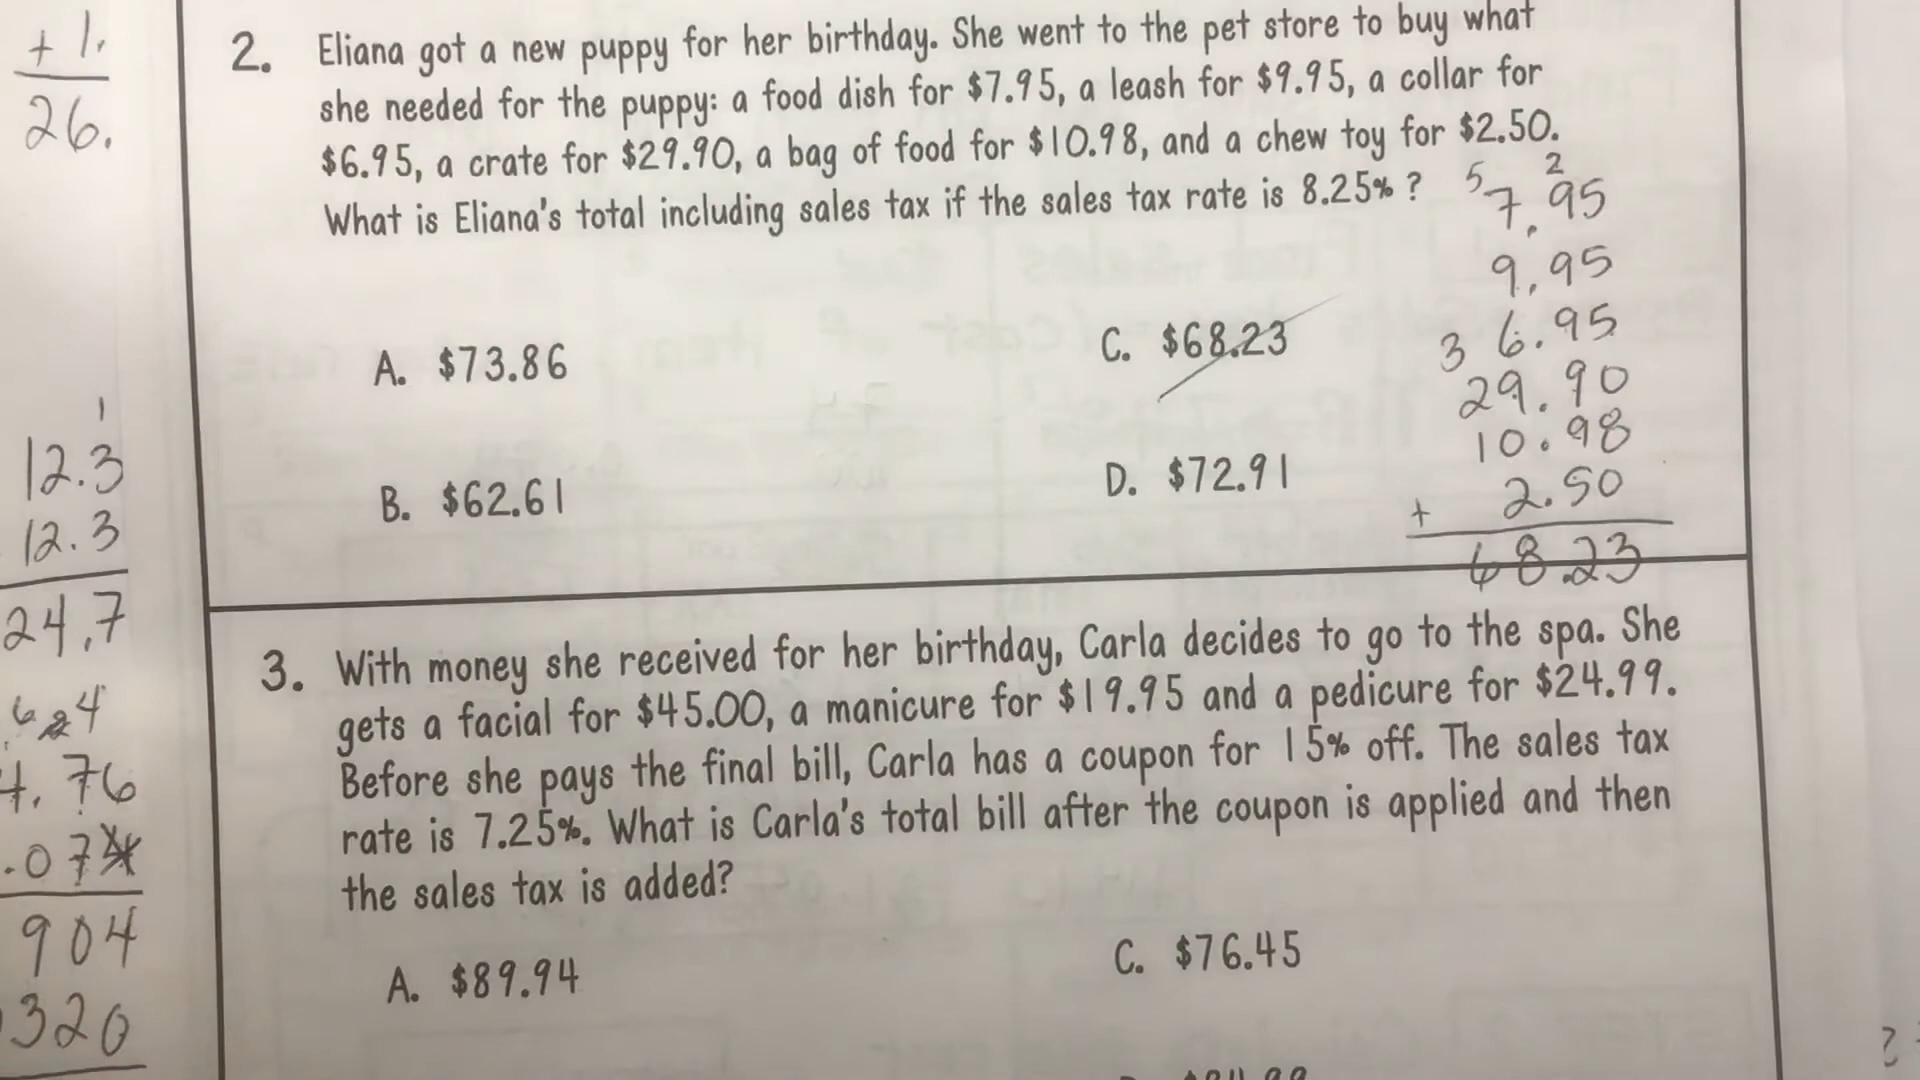 + 1.
26.
2. Eliana got a new puppy for her birthday. She went to the pet store to buy what
she needed for the puppy: a food dish for $7.95, a leash for $9.95, a collar for
$6.95, a crate for $29.90, a bag of food for $10.98, and a chew toy for $2.50.
What is Eliana's total including sales tax if the sales tax rate is 8.25%?
A. $73.86
C. $68.23
B. $62.61
D. $72.91
5 2
7.95
9.95
3 6.95
29.90
10.98
+ 2.50
68.23
1
12.3
12.3
24.7
4.76
904
320
3. With money she received for her birthday, Carla decides to go to the spa. She
gets a facial for $45.00, a manicure for $19.95 and a pedicure for $24.99.
Before she pays the final bill, Carla has a coupon for 15% off. The sales tax
rate is 7.25%. What is Carla's total bill after the coupon is applied and then
the sales tax is added?
A. $89.94
C. $76.45